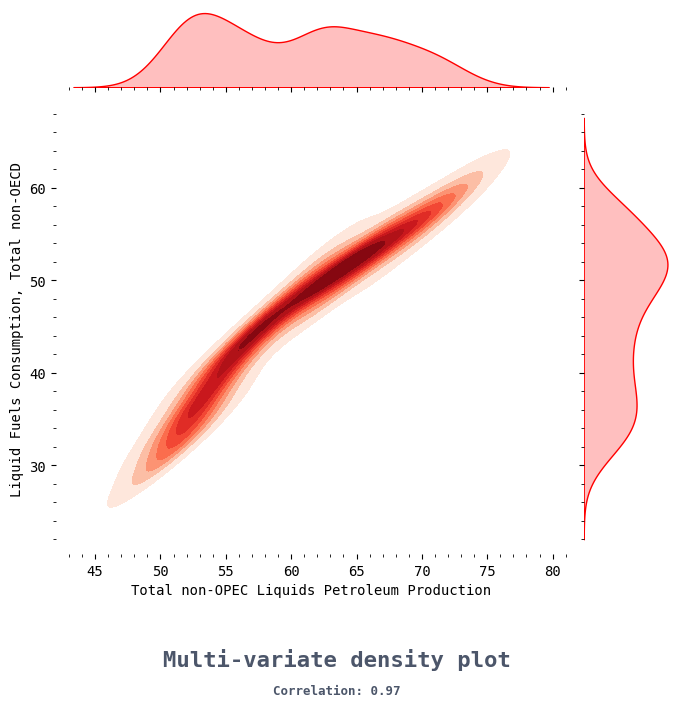 Liquid Fuels Consumption, Total non-OECD
60
50
40
30
45 50 55 60 65 70 75 80
Total non-OPEC Liquids Petroleum Production
Multi-variate density plot
Correlation: 0.97